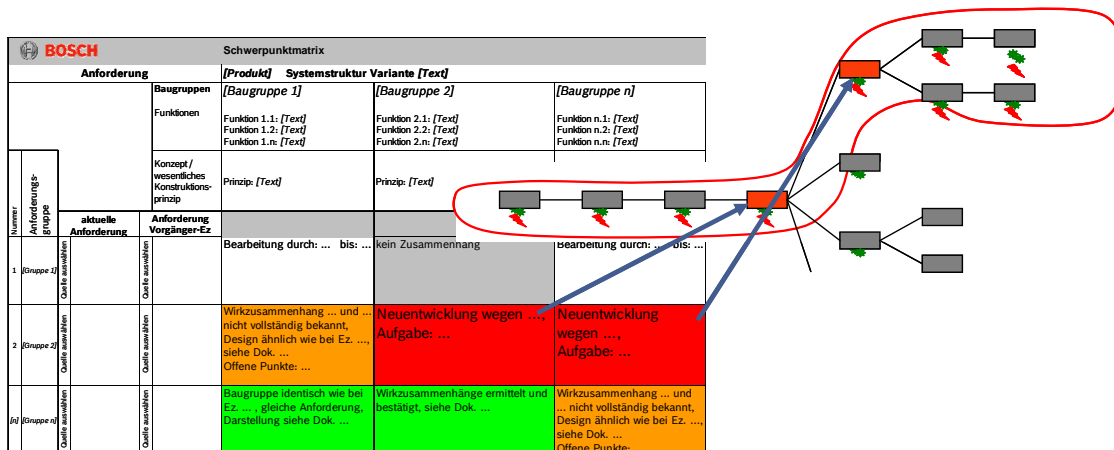 BOSCH
Schwerpunktmatrix
Anforderung
[Produkt] Systemstruktur Variante [Text]
Baugruppen
Funktionen
[Baugruppe 1]
Funktion 1.1: [Text]
Funktion 1.2: [Text]
Funktion 1.n: [Text]
[Baugruppe 2]
Funktion 2.1: [Text]
Funktion 2.2: [Text]
Funktion 2.n: [Text]
[Baugruppe n]
Funktion n.1: [Text]
Funktion n.2: [Text]
Funktion n.n: [Text]
Nummer
Anforderungs-
gruppe
Konzept /
wesentliches
Konstruktions-
prinzip
Prinzip: [Text]
Prinzip: [Text]
aktuelle
Anforderung
Anforderung
Vorgänger-Ez
1
[Gruppe 1]
Quelle auswählen
Quelle auswählen
Bearbeitung durch: ... bis: ...
kein Zusammenhang
Bearbeitung durch: ... bis: ...
2
[Gruppe 2]
Quelle auswählen
Quelle auswählen
Wirkzusammenhang ... und ...
nicht vollständig bekannt,
Design ähnlich wie bei Ez. ...,
siehe Dok. ...
Offene Punkte: ...
Neuentwicklung wegen ...,
Aufgabe: ...
Neuentwicklung
wegen ...,
Aufgabe: ...
[n]
[Gruppe n]
Quelle auswählen
Quelle auswählen
Baugruppe identisch wie bei
Ez. ... , gleiche Anforderung,
Darstellung siehe Dok. ...
Wirkzusammenhänge ermittelt und
bestätigt, siehe Dok. ...
Wirkzusammenhang ... und
... nicht vollständig bekannt,
Design ähnlich wie bei Ez. ...,
siehe Dok. ...
Offene Punkte: ...